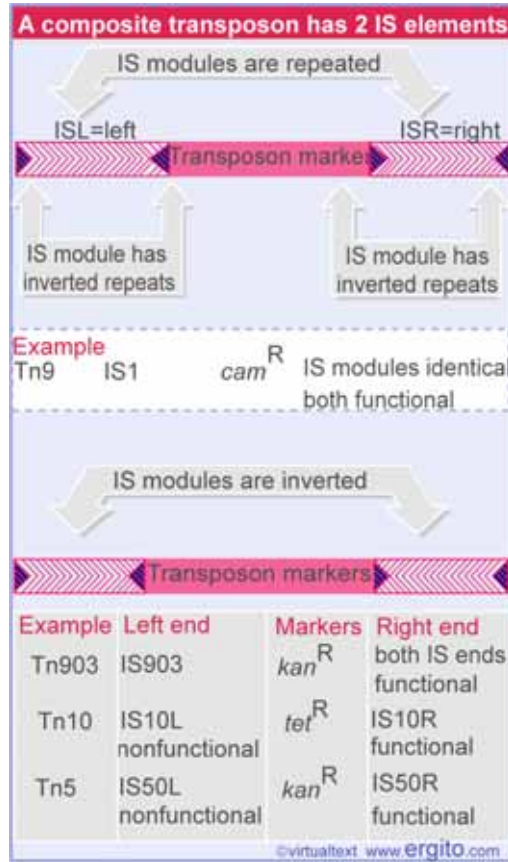 A composite transposon has 2 IS elements
IS modules are repeated
ISL=left ISR=right
Transposon marker
IS module has IS module has
inverted repeats inverted repeats
Example
Tn9 IS1 cam R IS modules identical
both functional
IS modules are inverted
Transposon markers
Example Left end Markers Right end
Tn903 IS903 kan R both IS ends
functional
Tn10 IS10L tet R IS10R
nonfunctional functional
Tn5 IS50L kan R IS50R
nonfunctional functional
©virtualtext www.ergito.com